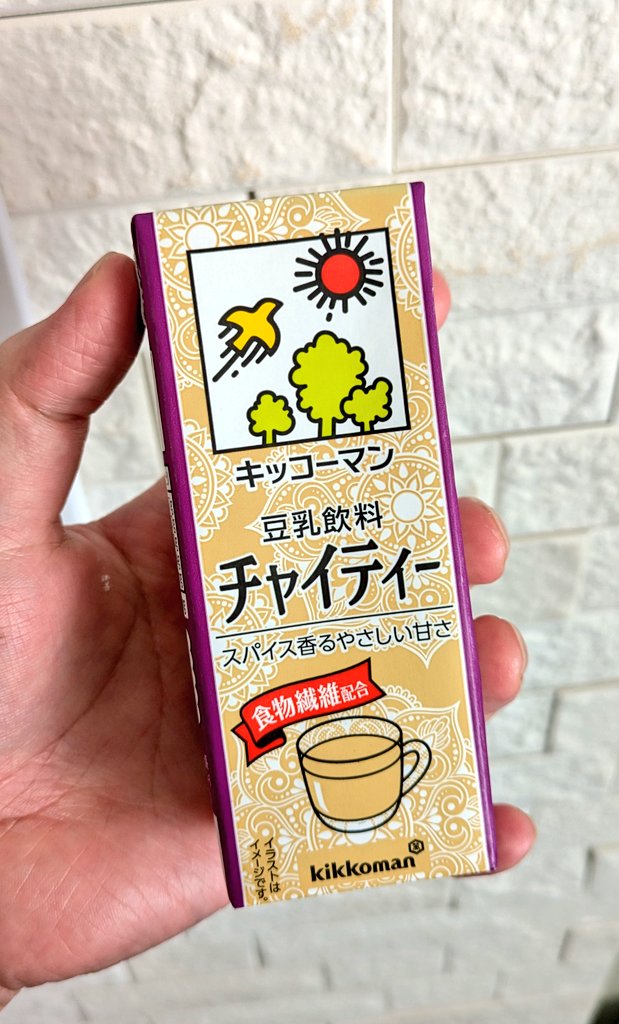 キッコーマン
豆乳飲料
チャイティー
スパイス香るやさしい甘さ
食物繊維配合
イラストは
イメージです。
kikkoman